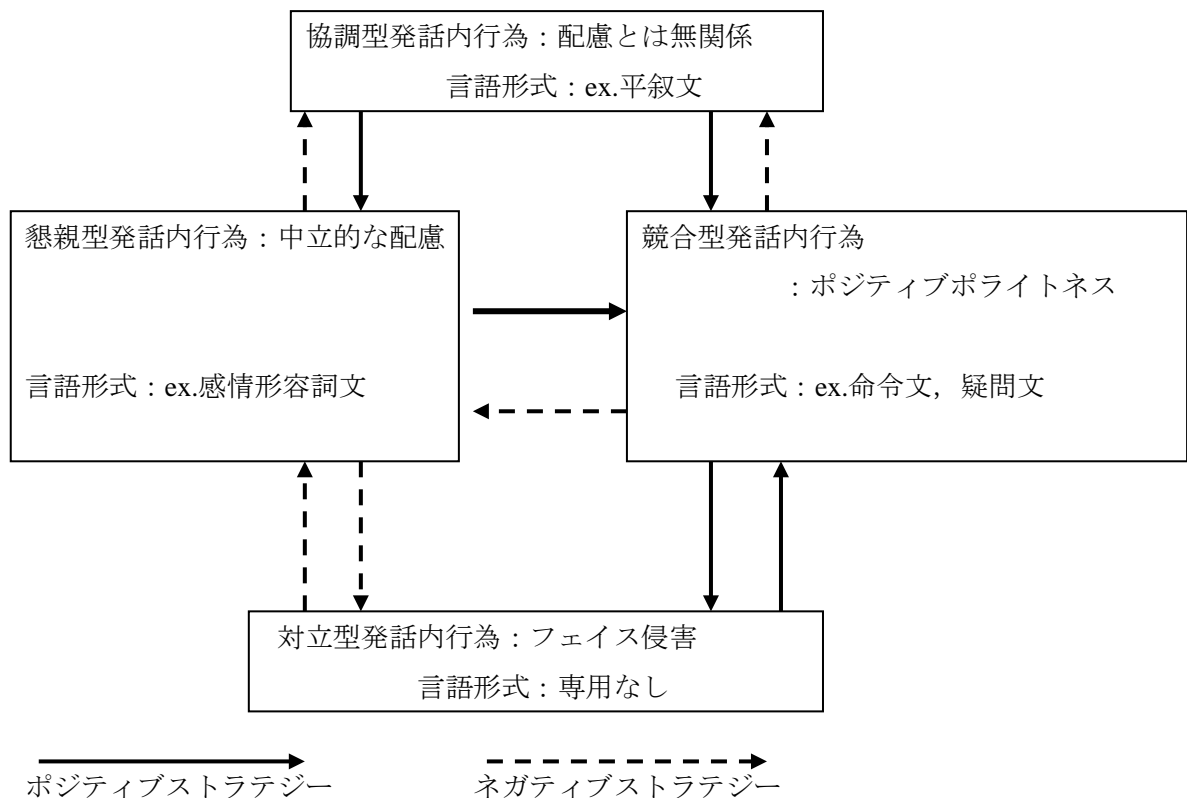 協調型発話内行為：配慮とは無関係
言語形式：ex.平叙文
懇親型発話内行為：中立的な配慮
言語形式：ex.感情形容詞文
競合型発話内行為
：ポジティブポライトネス
言語形式：ex.命令文，疑問文
対立型発話内行為：フェイス侵害
言語形式：専用なし
ポジティブストラテジー
ネガティブストラテジー